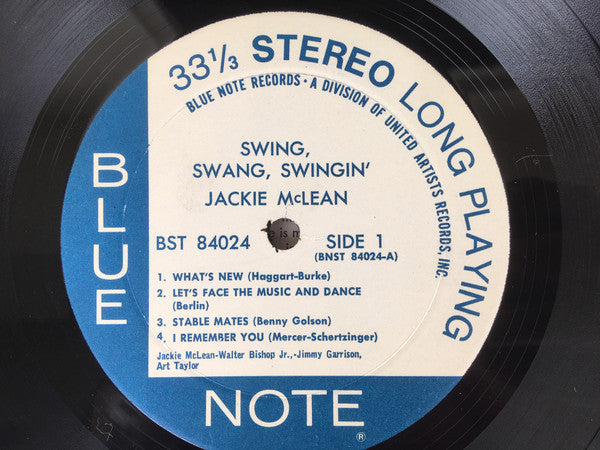 33⅓ STEREO LONG PLAYING
BLUE NOTE RECORDS · A DIVISION OF UNITED ARTISTS RECORDS, INC.
SWING,
SWANG, SWINGIN'
JACKIE McLEAN
BST 84024 SIDE 1
(BNST 84024-A)
1. WHAT'S NEW (Haggart-Burke)
2. LET'S FACE THE MUSIC AND DANCE
(Berlin)
3. STABLE MATES (Benny Golson)
4. I REMEMBER YOU (Mercer-Schertzinger)
Jackie McLean-Walter Bishop Jr.,-Jimmy Garrison,
Art Taylor
BLUE
NOTE ®